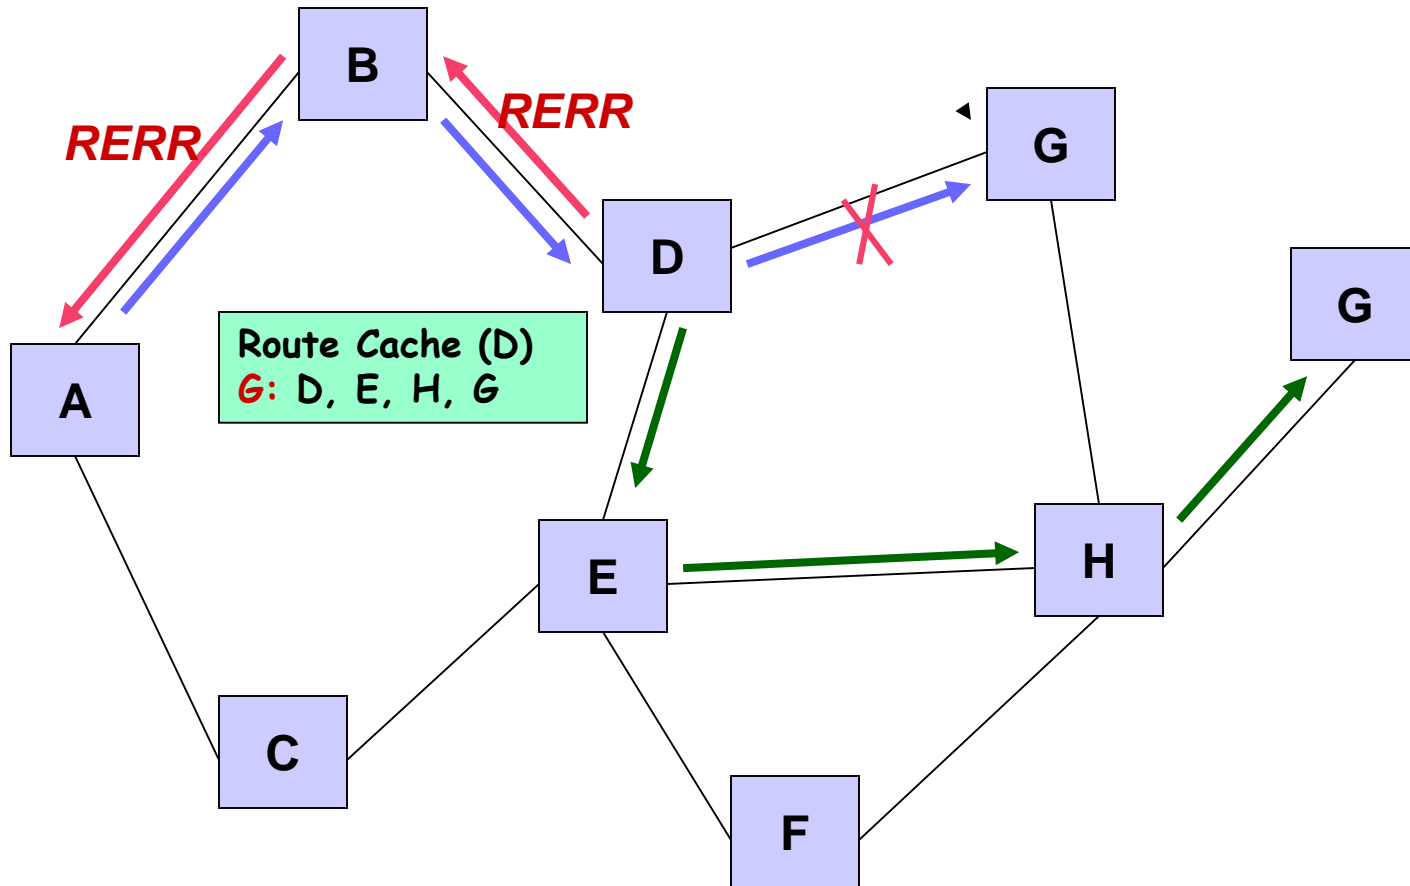 B
RERR
RERR
G
D
G
Route Cache (D)
G: D, E, H, G
A
E
H
C
F